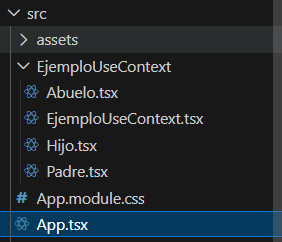 src
assets
EjemploUseContext
Abuelo.tsx
EjemploUseContext.tsx
Hijo.tsx
Padre.tsx
# App.module.css
App.tsx